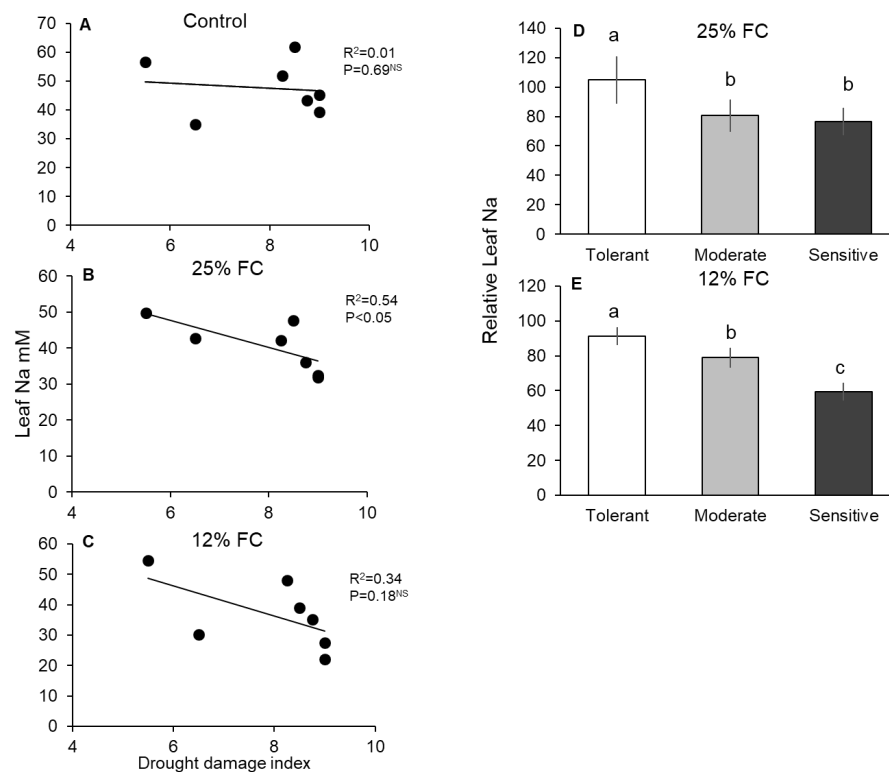 A
Control
R²=0.01
P=0.69ᴺˢ
70
60
50
40
30
20
10
0
4
6
8
10
B
25% FC
R²=0.54
P<0.05
60
50
40
30
20
10
0
4
6
8
10
Leaf Na mM
C
12% FC
R²=0.34
P=0.18ᴺˢ
60
50
40
30
20
10
0
4
6
8
10
Drought damage index
D
25% FC
140
120
100
80
60
40
20
0
a
b
b
Tolerant
Moderate
Sensitive
Relative Leaf Na
E
12% FC
120
100
80
60
40
20
0
a
b
c
Tolerant
Moderate
Sensitive